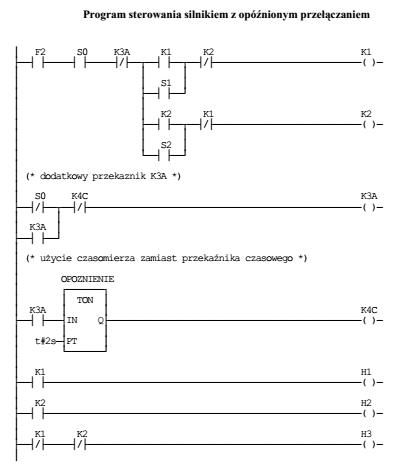 Program sterowania silnikiem z opóźnionym przełączaniem
F2 S0 K3A K1 K2 K1
S1
K2 K1 K2
S2
(* dodatkowy przekaznik K3A *)
S0 K4C K3A
K3A
(* użycie czasomierza zamiast przekaźnika czasowego *)
OPOZNIENIE
TON
K3A IN Q K4C
t#2s PT
K1 H1
K2 H2
K1 K2 H3